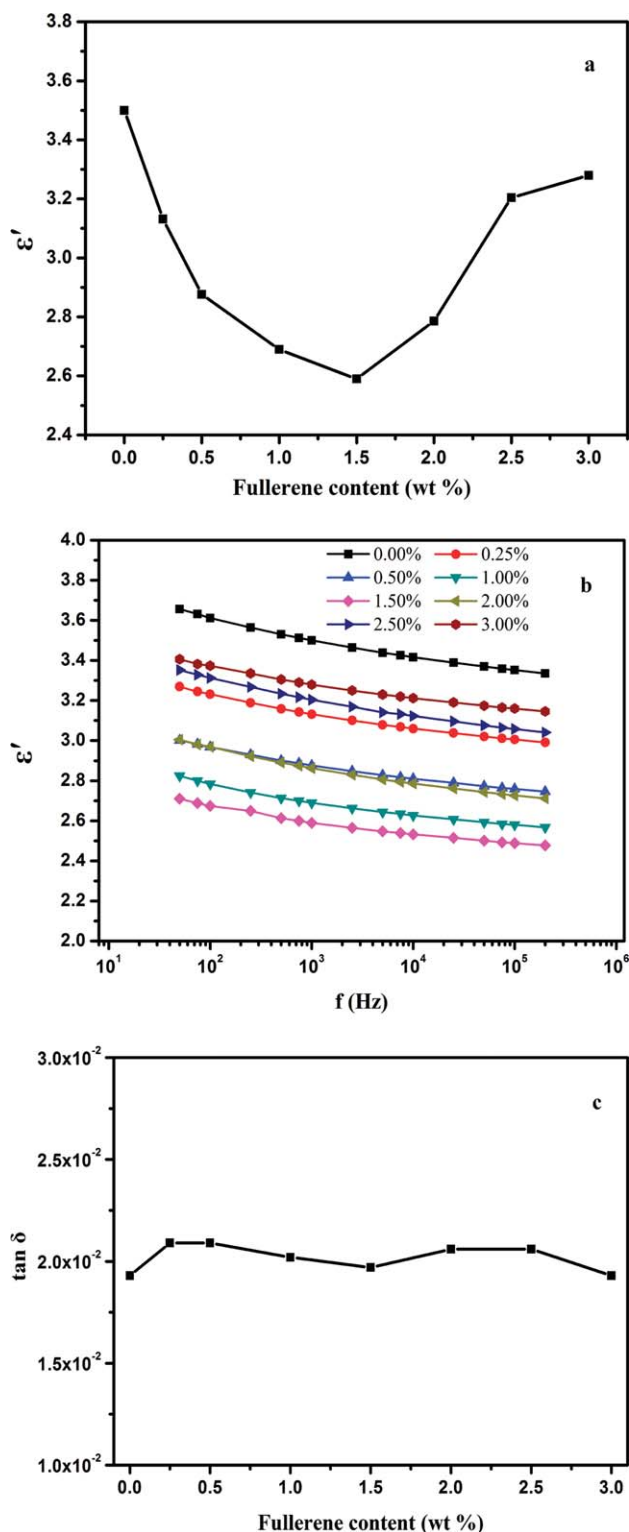 3.8
3.6
3.4
3.2
3.0
2.8
2.6
2.4
a
ε′
0.0 0.5 1.0 1.5 2.0 2.5 3.0
Fullerene content (wt %)
4.0
3.8
3.6
3.4
3.2
3.0
2.8
2.6
2.4
2.2
2.0
0.00% 0.25%
0.50% 1.00%
1.50% 2.00%
2.50% 3.00%
b
ε′
10¹ 10² 10³ 10⁴ 10⁵ 10⁶
f (Hz)
3.0x10⁻²
2.5x10⁻²
2.0x10⁻²
1.5x10⁻²
1.0x10⁻²
c
tan δ
0.0 0.5 1.0 1.5 2.0 2.5 3.0
Fullerene content (wt %)